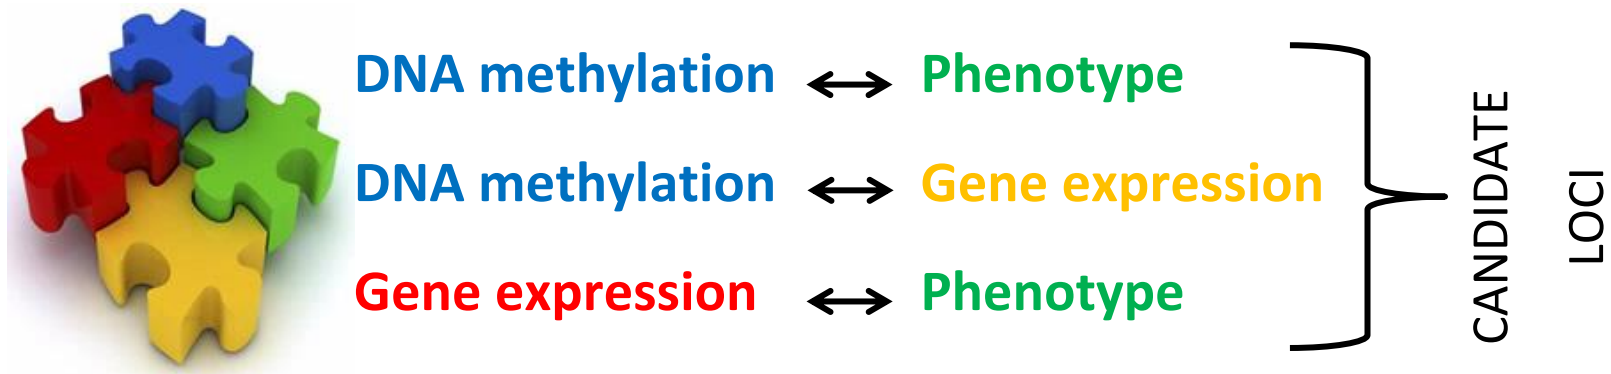 DNA methylation ↔ Phenotype
DNA methylation ↔ Gene expression
Gene expression ↔ Phenotype
CANDIDATE
LOCI